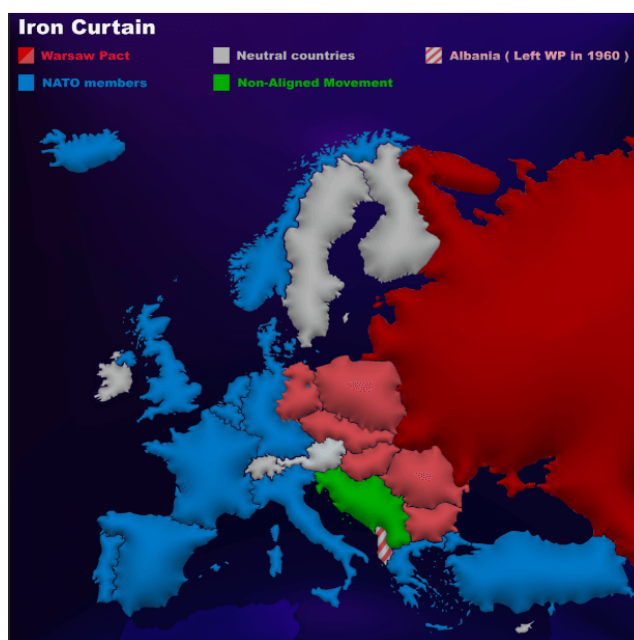 Iron Curtain
Warsaw Pact
Neutral countries
Albania ( Left WP in 1960 )
NATO members
Non-Aligned Movement